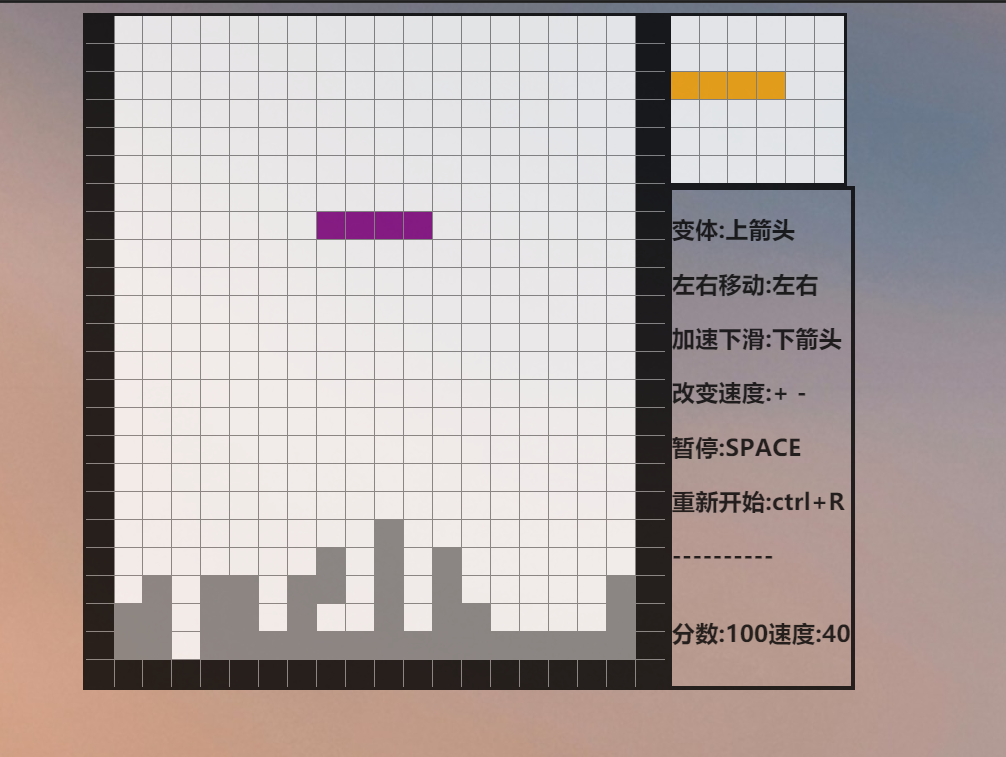 变体:上箭头
左右移动:左右
加速下滑:下箭头
改变速度:+ -
暂停:SPACE
重新开始:ctrl+R
----------
分数:100速度:40